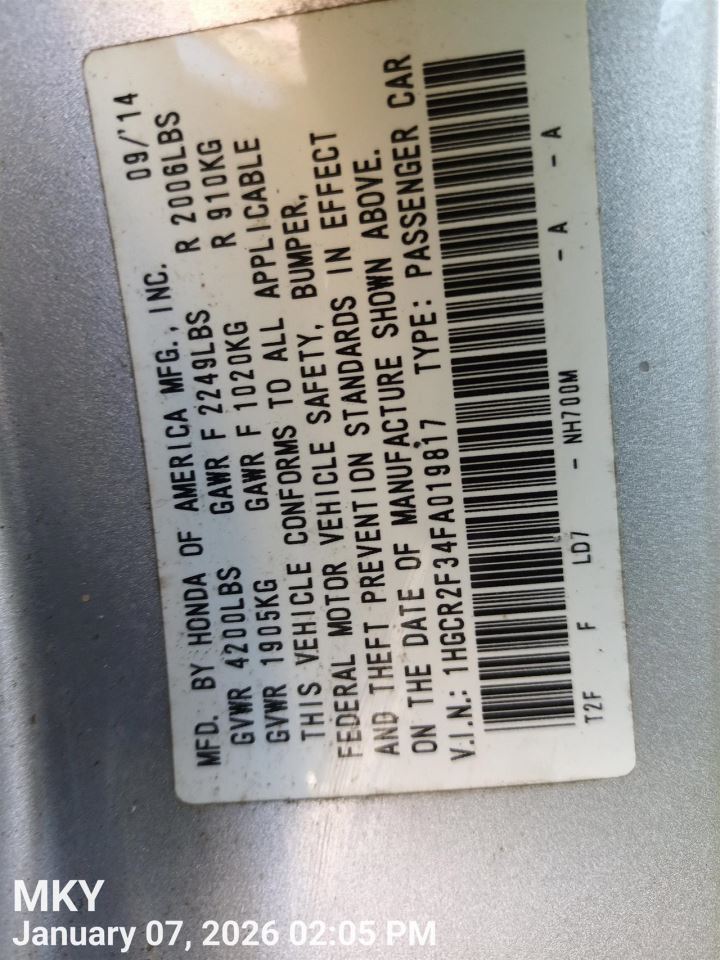 MFD. BY HONDA OF AMERICA MFG., INC. 09/'14
GVWR 4200LBS GAWR F 2249LBS R 2006LBS
GVWR 1905KG GAWR F 1020KG R 910KG
THIS VEHICLE CONFORMS TO ALL APPLICABLE
FEDERAL MOTOR VEHICLE SAFETY, BUMPER,
AND THEFT PREVENTION STANDARDS IN EFFECT
ON THE DATE OF MANUFACTURE SHOWN ABOVE.
V.I.N.: 1HGCR2F34FA019817 TYPE: PASSENGER CAR
T2F F LD7 - NH700M - A - A
MKY
January 07, 2026 02:05 PM